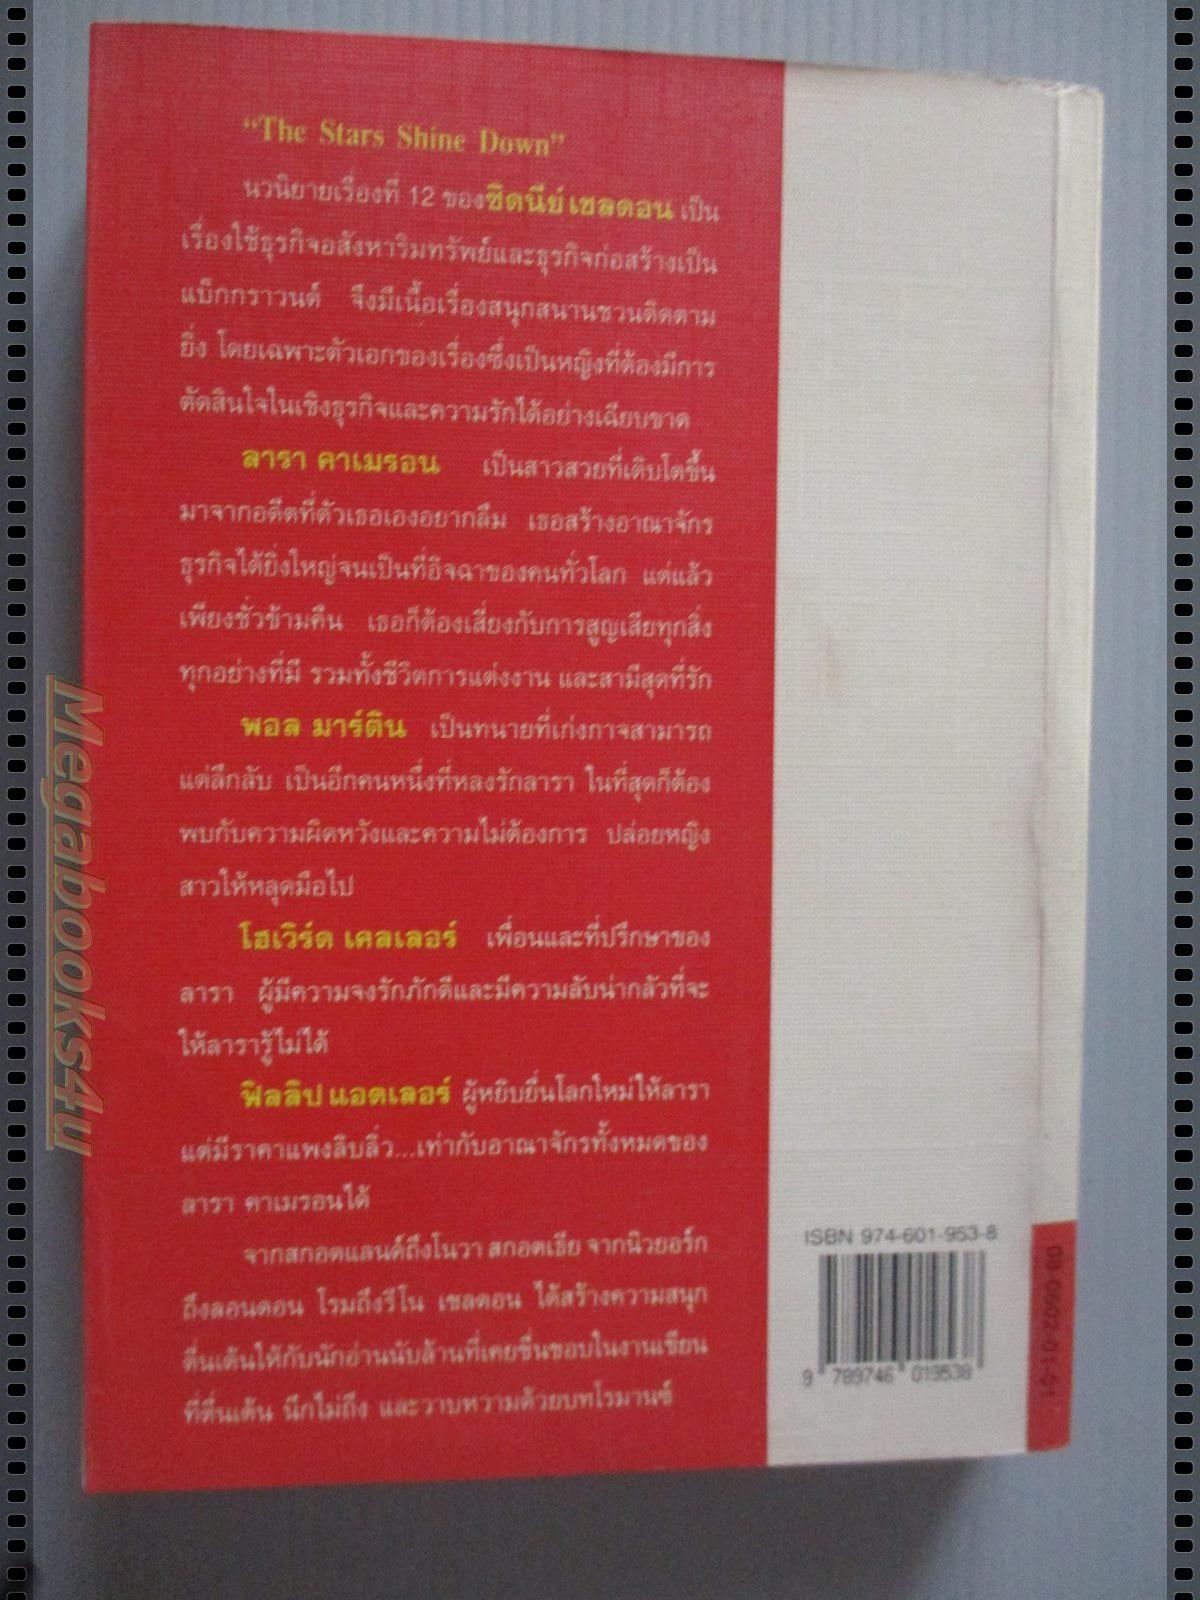 “The Stars Shine Down”
นวนิยายเรื่องที่ 12 ของซิดนีย์ เชลดอน เป็น
เรื่องใช้ธุรกิจอสังหาริมทรัพย์และธุรกิจก่อสร้างเป็น
แบ็กกราวนด์ จึงมีเนื้อเรื่องสนุกสนานชวนติดตาม
ยิ่ง โดยเฉพาะตัวเอกของเรื่องซึ่งเป็นหญิงที่ต้องมีการ
ตัดสินใจในเชิงธุรกิจและความรักได้อย่างเฉียบขาด
ลารา คาเมรอน เป็นสาวสวยที่เติบโตขึ้น
มาจากอดีตที่ตัวเธอเองอยากลืม เธอสร้างอาณาจักร
ธุรกิจได้ยิ่งใหญ่จนเป็นที่อิจฉาของคนทั่วโลก แต่แล้ว
เพียงชั่วข้ามคืน เธอก็ต้องเสี่ยงกับการสูญเสียทุกสิ่ง
ทุกอย่างที่มี รวมทั้งชีวิตการแต่งงาน และสามีสุดที่รัก
พอล มาร์ติน เป็นทนายที่เก่งกาจสามารถ
แต่ลึกลับ เป็นอีกคนหนึ่งที่หลงรักลารา ในที่สุดก็ต้อง
พบกับความผิดหวังและความไม่ต้องการ ปล่อยหญิง
สาวให้หลุดมือไป
โฮเวิร์ด เคลเลอร์ เพื่อนและที่ปรึกษาของ
ลารา ผู้มีความจงรักภักดีและมีความลับน่ากลัวที่จะ
ให้ลารารู้ไม่ได้
ฟิลลิป แอดเลอร์ ผู้หยิบยื่นโลกใหม่ให้ลารา
แต่มีราคาแพงลิบลิ่ว...เท่ากับอาณาจักรทั้งหมดของ
ลารา คาเมรอนได้
จากสกอตแลนด์ถึงโนวา สกอตเธีย จากนิวยอร์ก
ถึงลอนดอน โรมถึงรีโน เชลดอน ได้สร้างความสนุก
ตื่นเต้นให้กับนักอ่านนับล้านที่เคยชื่นชอบในงานเขียน
ที่ตื่นเต้น นึกไม่ถึง และวาบหวามด้วยบทโรมานซ์
ISBN 974-601-953-8
9 789746 019538
08-0602-01-01
Megabooks4u